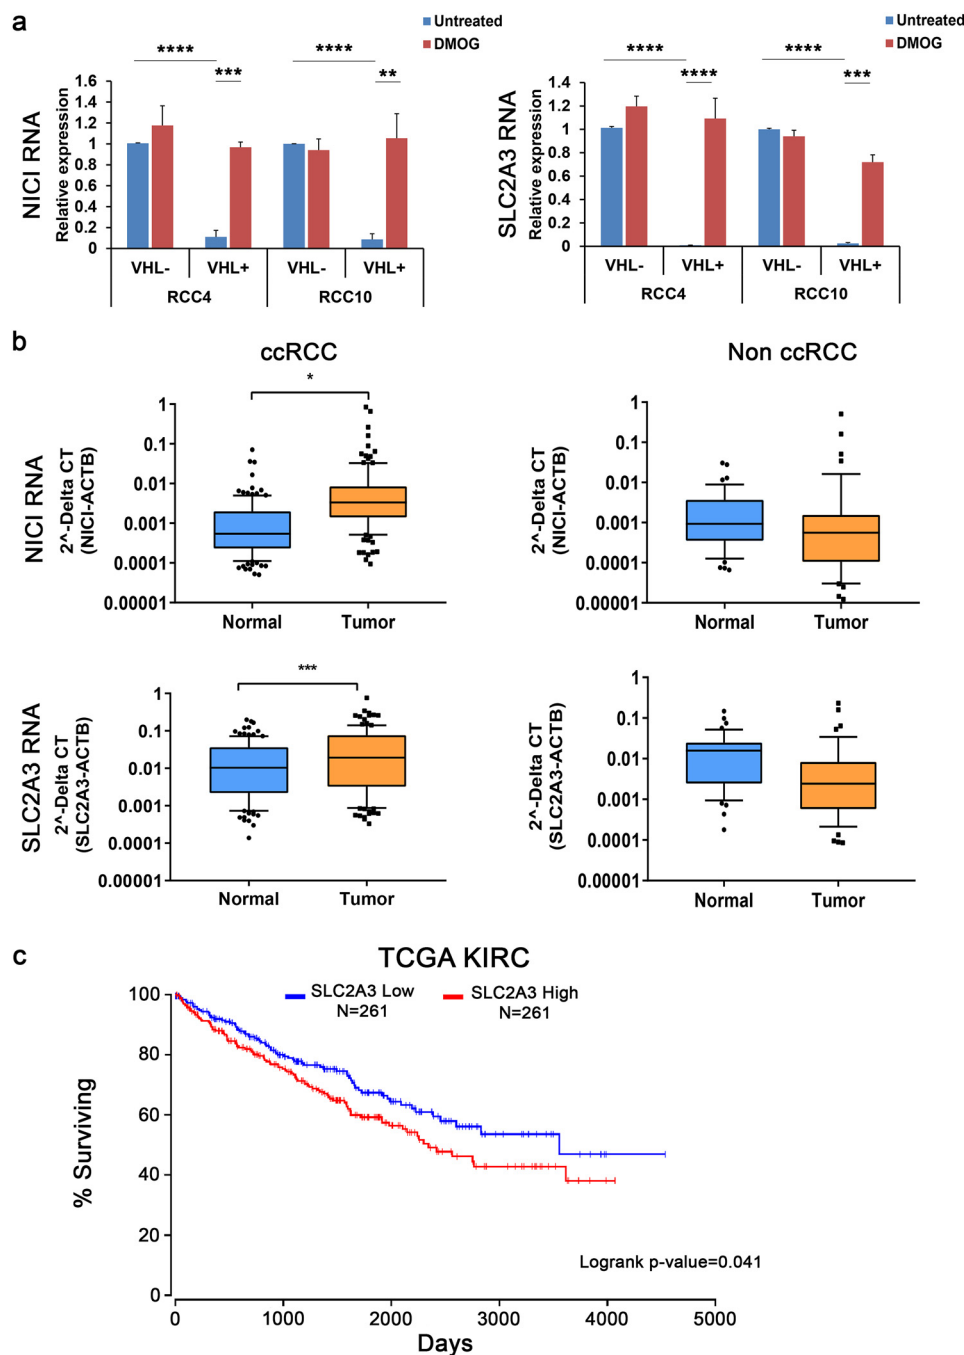 a
Untreated
DMOG
NICI RNA
Relative expression
**** ****
*** **
1.6
1.4
1.2
1
0.8
0.6
0.4
0.2
0
VHL- VHL+ VHL- VHL+
RCC4 RCC10
Untreated
DMOG
SLC2A3 RNA
Relative expression
**** ****
**** ***
1.4
1.2
1
0.8
0.6
0.4
0.2
0
VHL- VHL+ VHL- VHL+
RCC4 RCC10
b
ccRCC
NICI RNA
2^-Delta CT
(NICI-ACTB)
*
1
0.1
0.01
0.001
0.0001
0.00001
Normal Tumor
Non ccRCC
2^-Delta CT
(NICI-ACTB)
1
0.1
0.01
0.001
0.0001
0.00001
Normal Tumor
SLC2A3 RNA
2^-Delta CT
(SLC2A3-ACTB)
***
1
0.1
0.01
0.001
0.0001
0.00001
Normal Tumor
2^-Delta CT
(SLC2A3-ACTB)
1
0.1
0.01
0.001
0.0001
0.00001
Normal Tumor
c
TCGA KIRC
SLC2A3 Low
N=261
SLC2A3 High
N=261
% Surviving
100
80
60
40
20
0
Logrank p-value=0.041
0 1000 2000 3000 4000 5000
Days